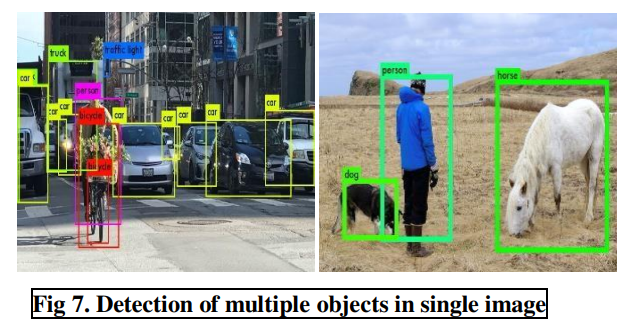 truck
traffic light
car
person
car
car
bicycle
car
car
car
car
car
bicycle
person
horse
dog
Fig 7. Detection of multiple objects in single image